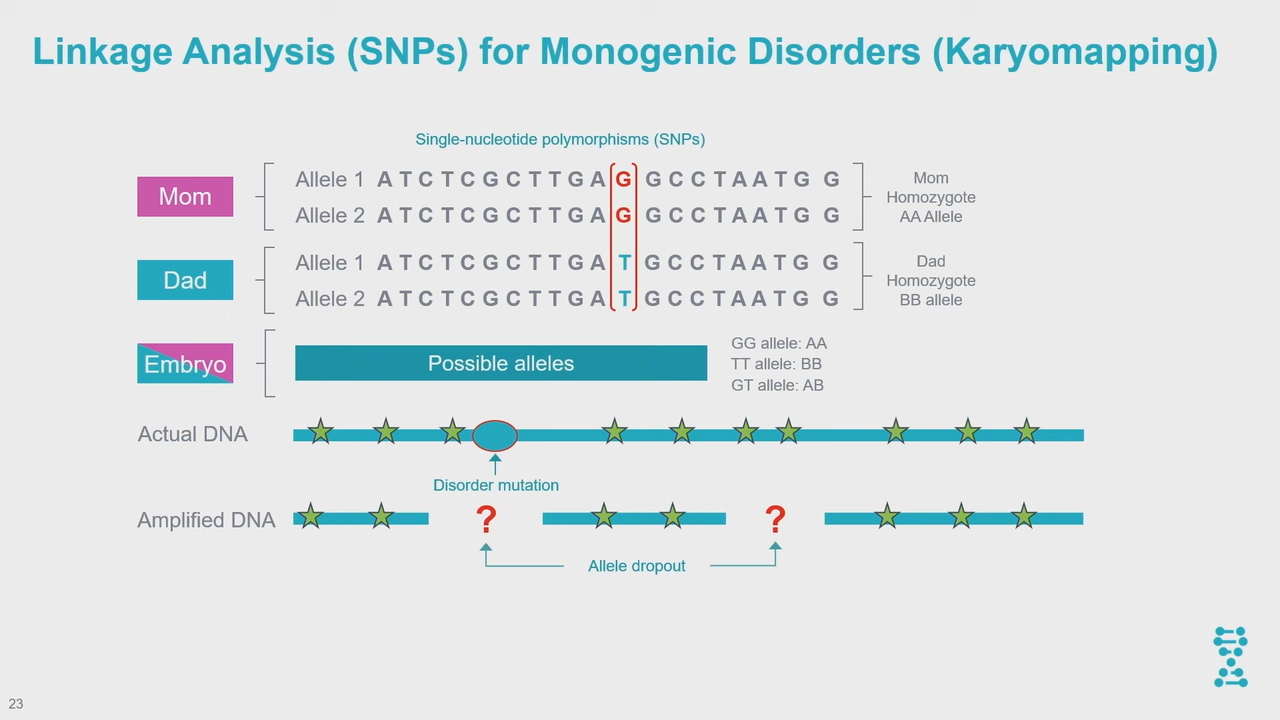 Linkage Analysis (SNPs) for Monogenic Disorders (Karyomapping)
Single-nucleotide polymorphisms (SNPs)
Mom
Allele 1 A T C T C G C T T G A G G C C T A A T G G
Allele 2 A T C T C G C T T G A G G C C T A A T G G
Mom
Homozygote
AA Allele
Dad
Allele 1 A T C T C G C T T G A T G C C T A A T G G
Allele 2 A T C T C G C T T G A T G C C T A A T G G
Dad
Homozygote
BB allele
Embryo
Possible alleles
GG allele: AA
TT allele: BB
GT allele: AB
Actual DNA
Disorder mutation
Amplified DNA
? ?
Allele dropout
23